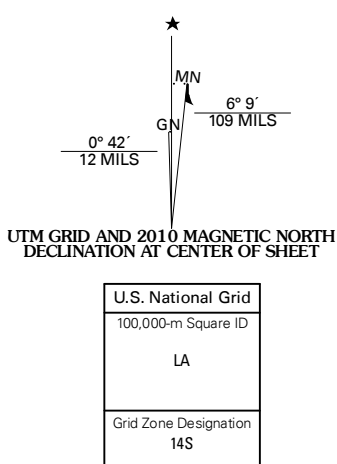 MN
6° 9´
109 MILS
GN
0° 42´
12 MILS
UTM GRID AND 2010 MAGNETIC NORTH
DECLINATION AT CENTER OF SHEET
U.S. National Grid
100,000-m Square ID
LA
Grid Zone Designation
14S